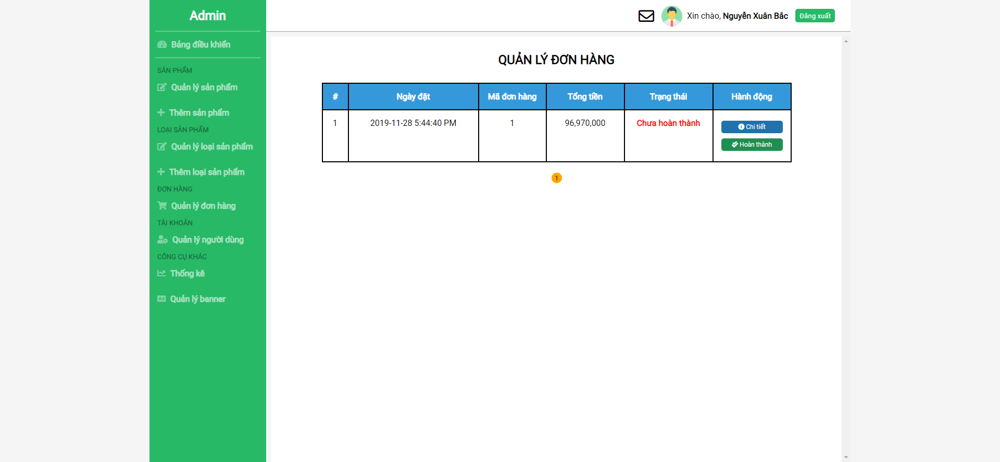 Admin
Bảng điều khiển
SẢN PHẨM
Quản lý sản phẩm
Thêm sản phẩm
LOẠI SẢN PHẨM
Quản lý loại sản phẩm
Thêm loại sản phẩm
ĐƠN HÀNG
Quản lý đơn hàng
TÀI KHOẢN
Quản lý người dùng
CÔNG CỤ KHÁC
Thống kê
Ad Quản lý banner
Xin chào, Nguyễn Xuân Bắc Đăng xuất
QUẢN LÝ ĐƠN HÀNG
# Ngày đặt Mã đơn hàng Tổng tiền Trạng thái Hành động
1 2019-11-28 5:44:40 PM 1 96,970,000 Chưa hoàn thành Chi tiết
Hoàn thành
1